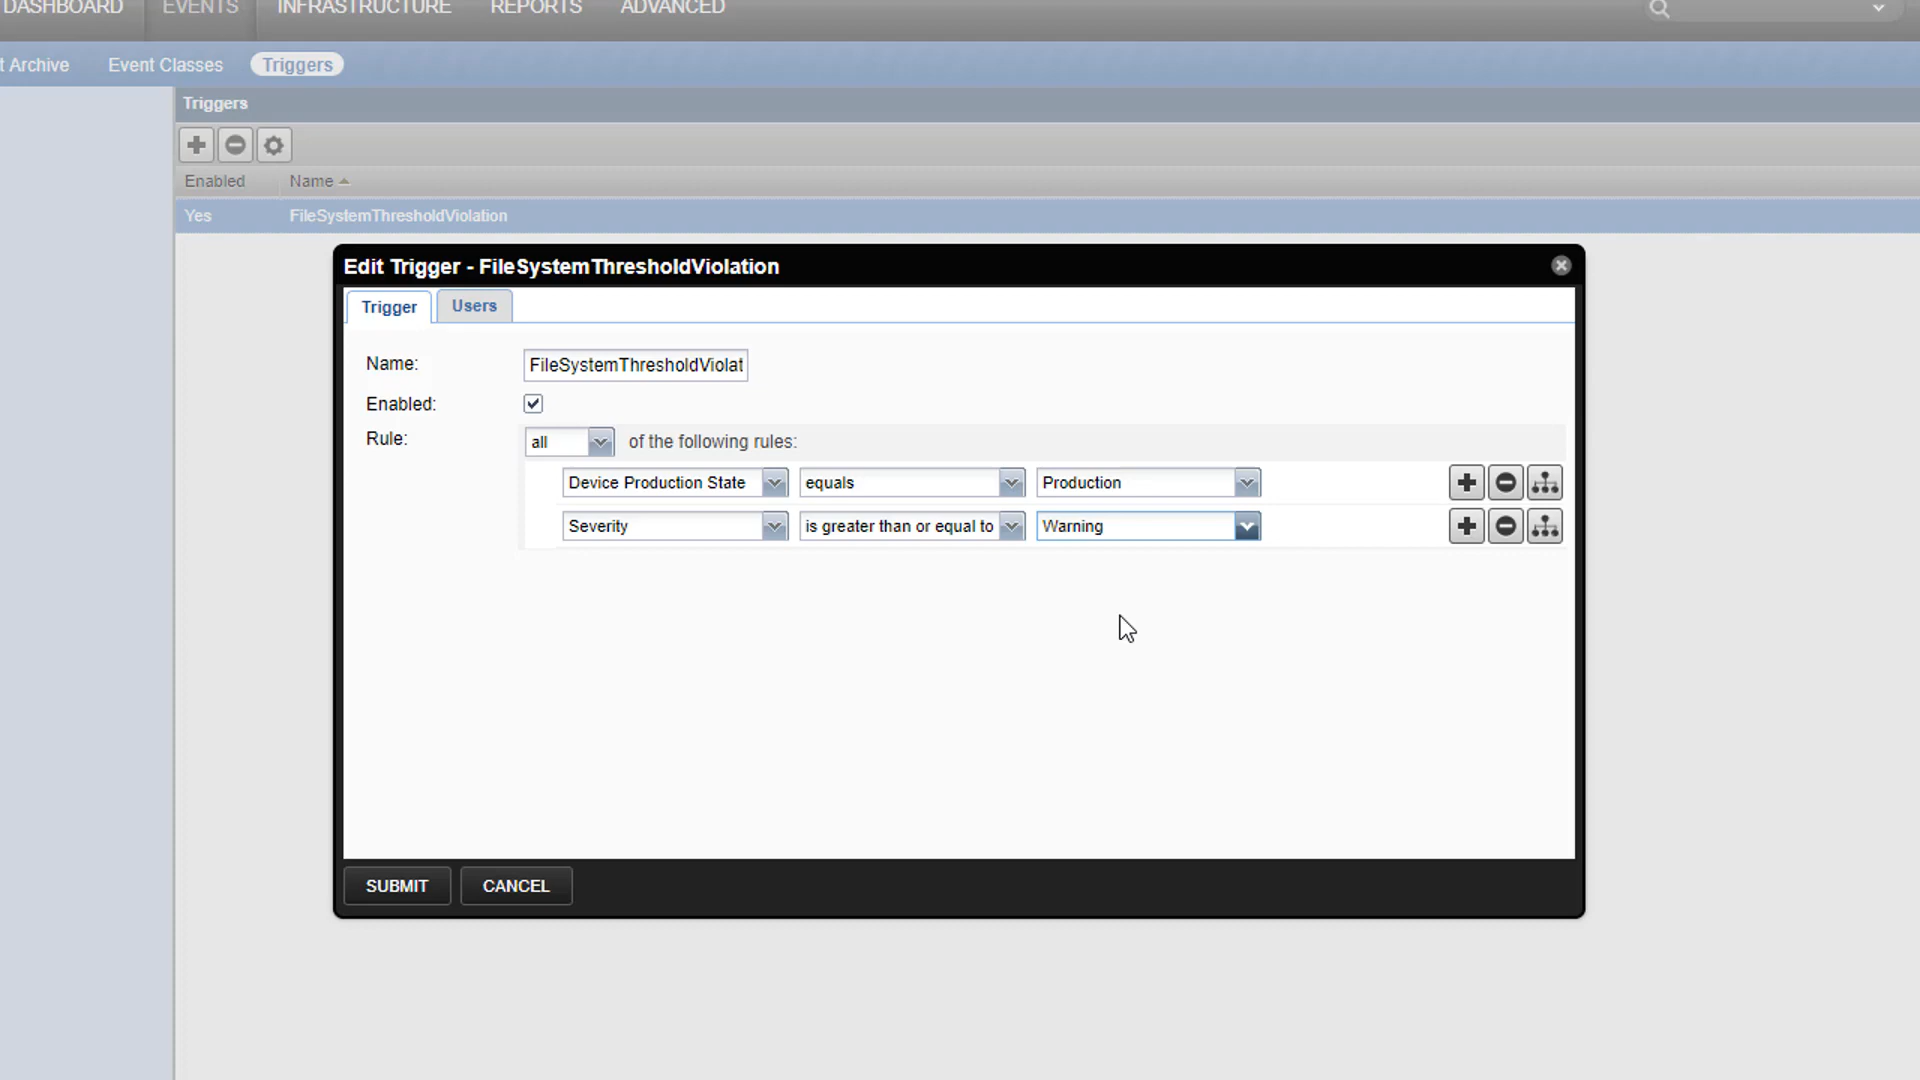 DASHBOARD EVENTS INFRASTRUCTURE REPORTS ADVANCED
t Archive Event Classes Triggers
Triggers
Enabled Name
Yes FileSystemThresholdViolation
Edit Trigger - FileSystemThresholdViolation
Trigger Users
Name: FileSystemThresholdViolat
Enabled:
Rule: all of the following rules:
Device Production State equals Production
Severity is greater than or equal to Warning
SUBMIT CANCEL